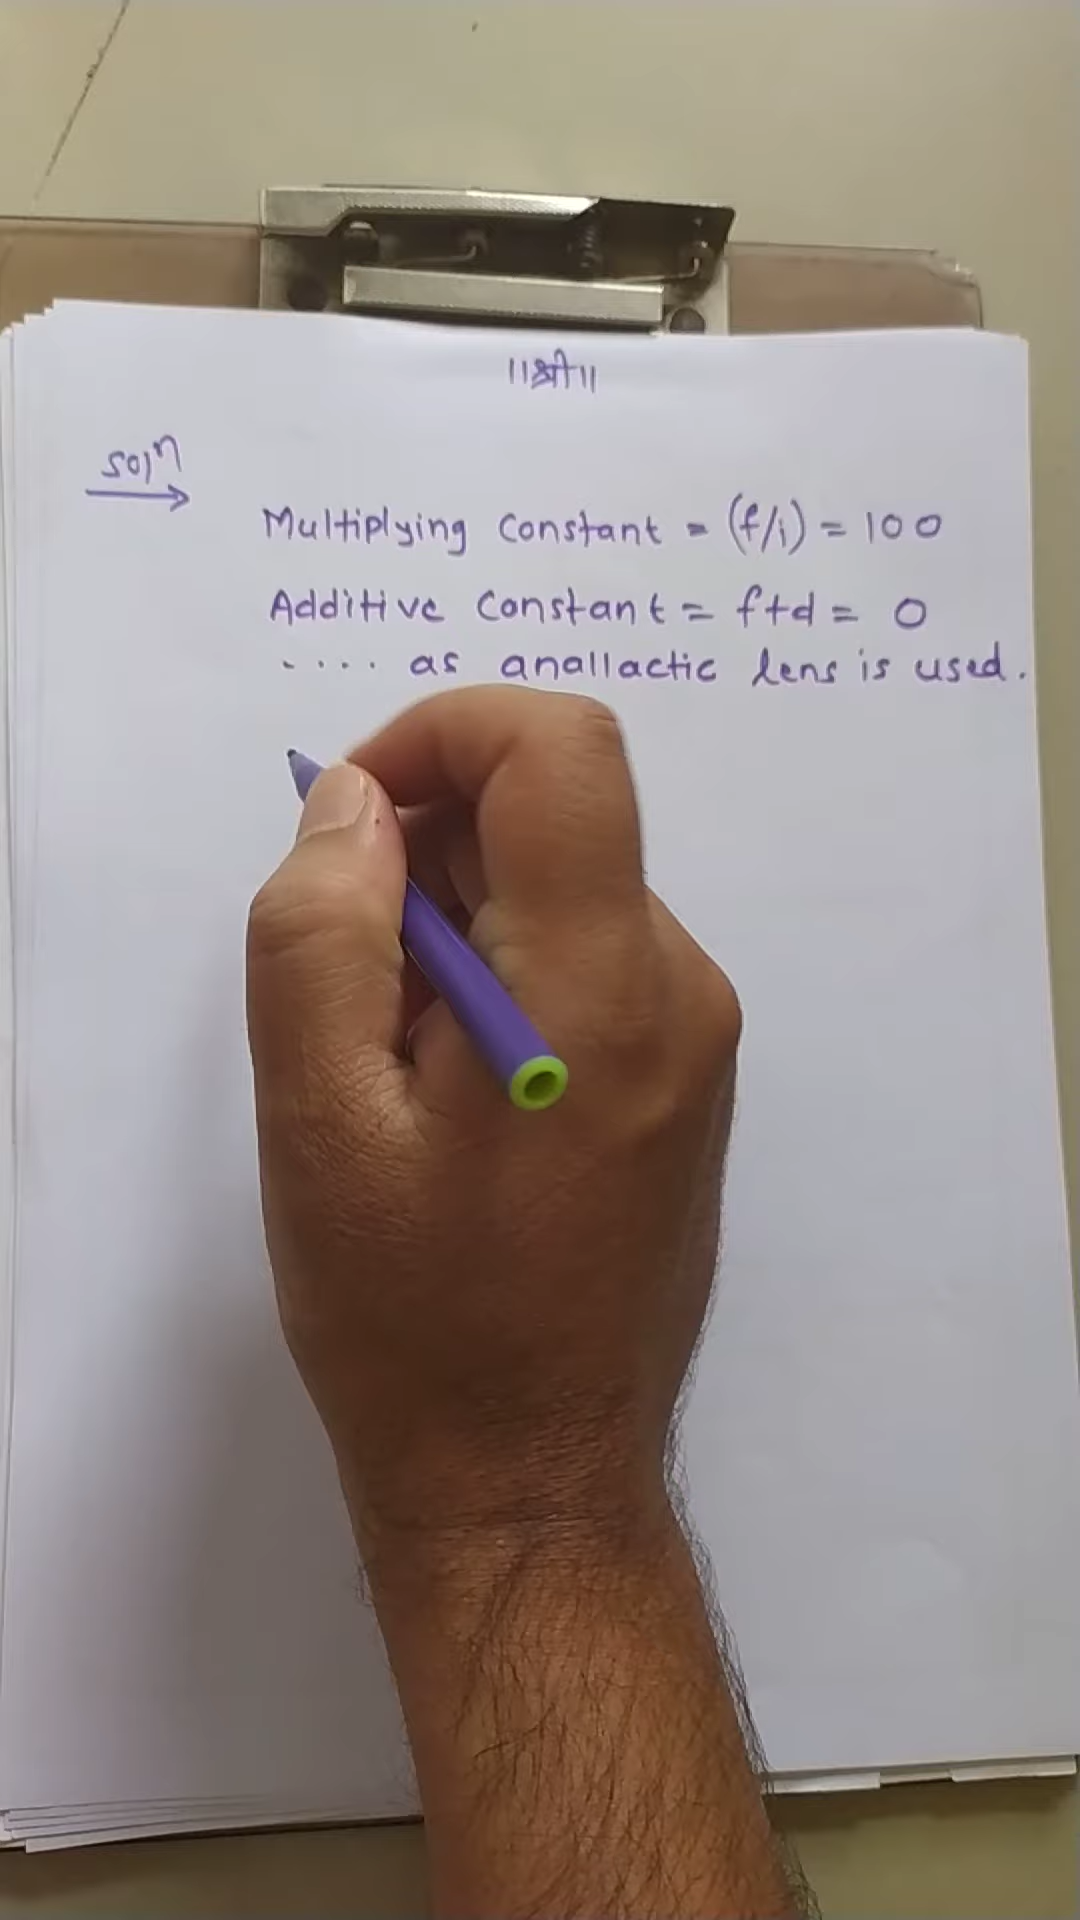 ॥श्री॥
solⁿ
Multiplying Constant = (f/i) = 100
Additive Constant = f+d = 0
.... as anallactic lens is used.